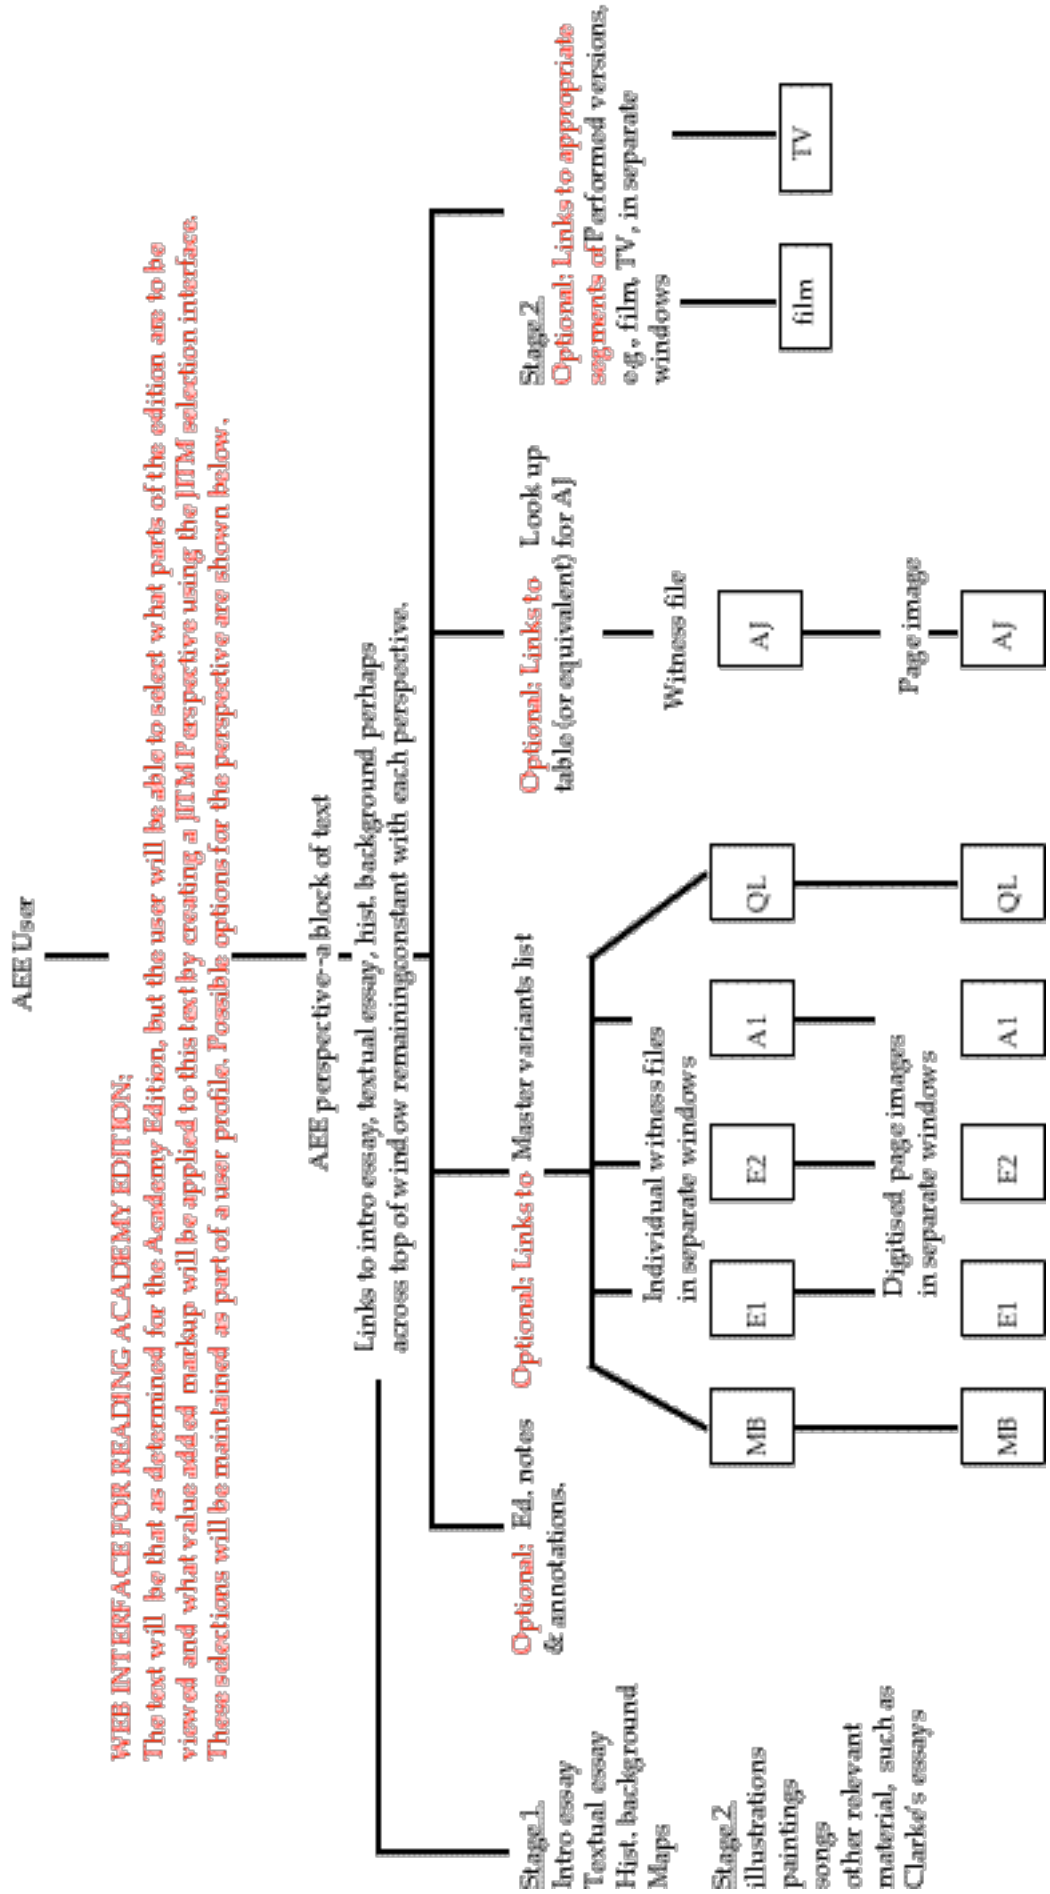 AEE User
WEB INTERFACE FOR READING ACADEMY EDITION:
The text will be that as determined for the Academy Edition, but the user will be able to select what parts of the edition are to be
viewed and what value added markup will be applied to this text by creating a JITM Perspective using the JITM selection interface.
These selections will be maintained as part of a user profile. Possible options for the perspective are shown below.
AEE perspective--a block of text
Links to intro essay, textual essay, hist. background perhaps
across top of window remainingconstant with each perspective.
Stage 1
Intro essay
Textual essay
Hist. background
Maps
Stage 2
illustrations
paintings
songs
other relevant
material, such as
Clarke's essays
Optional: Ed. notes
& annotations.
Optional: Links to Master variants list
Individual witness files
in separate windows
MB
E1
E2
A1
QL
Digitised page images
in separate windows
MB
E1
E2
A1
QL
Optional: Links to Look up
table (or equivalent) for AJ
Witness file
AJ
Page image
AJ
Stage 2
Optional: Links to appropriate
segments of Performed versions,
e.g., film, TV, in separate
windows
film
TV